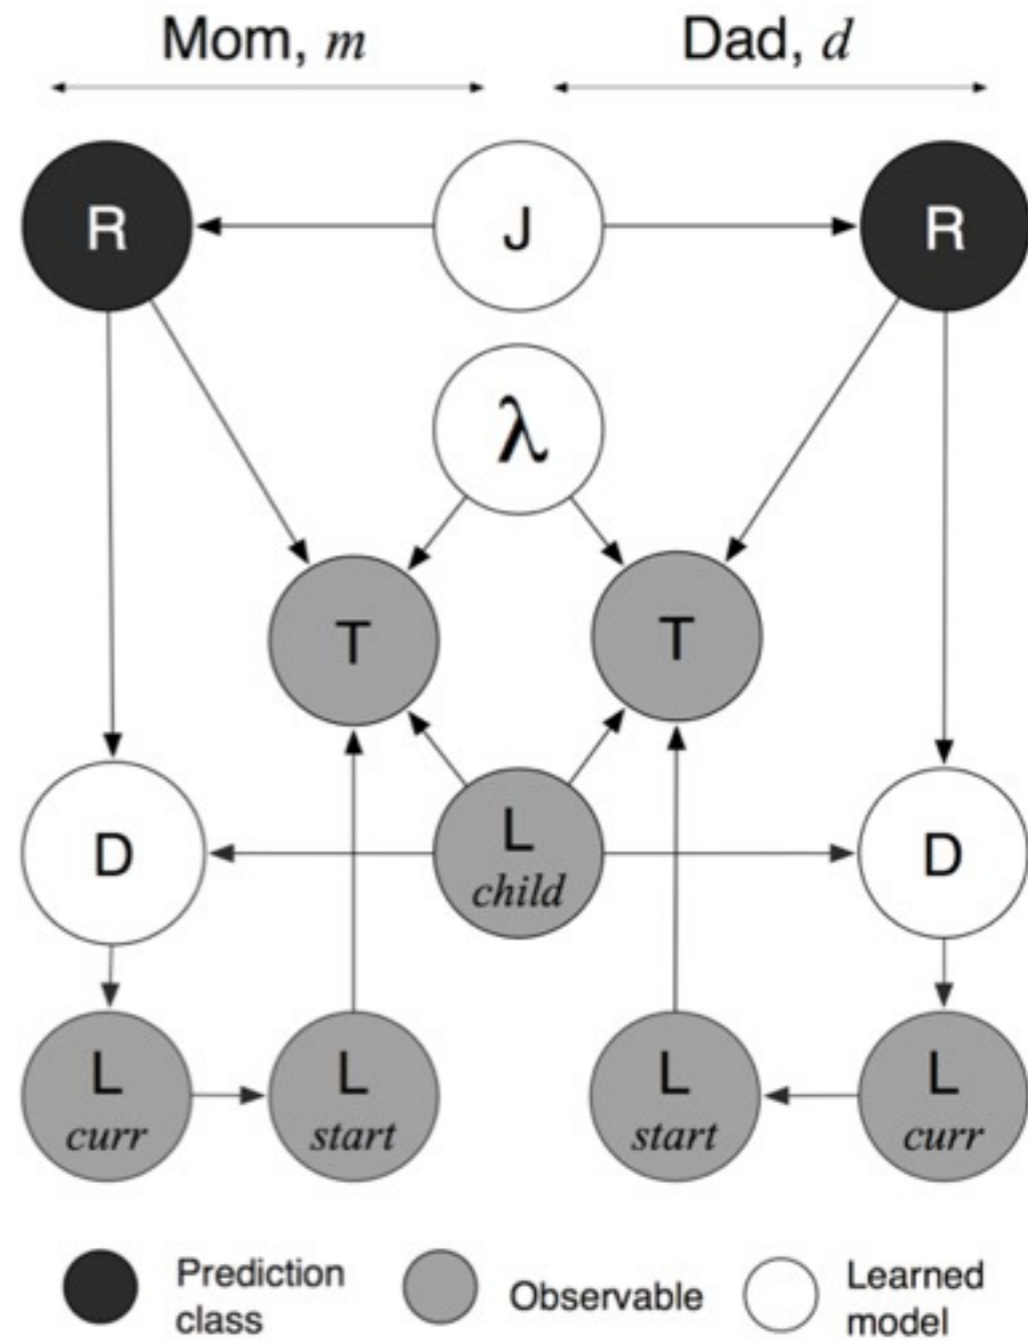 Mom, m
Dad, d
R
J
R
λ
T
T
D
L
child
D
L
curr
L
start
L
start
L
curr
Prediction
class
Observable
Learned
model